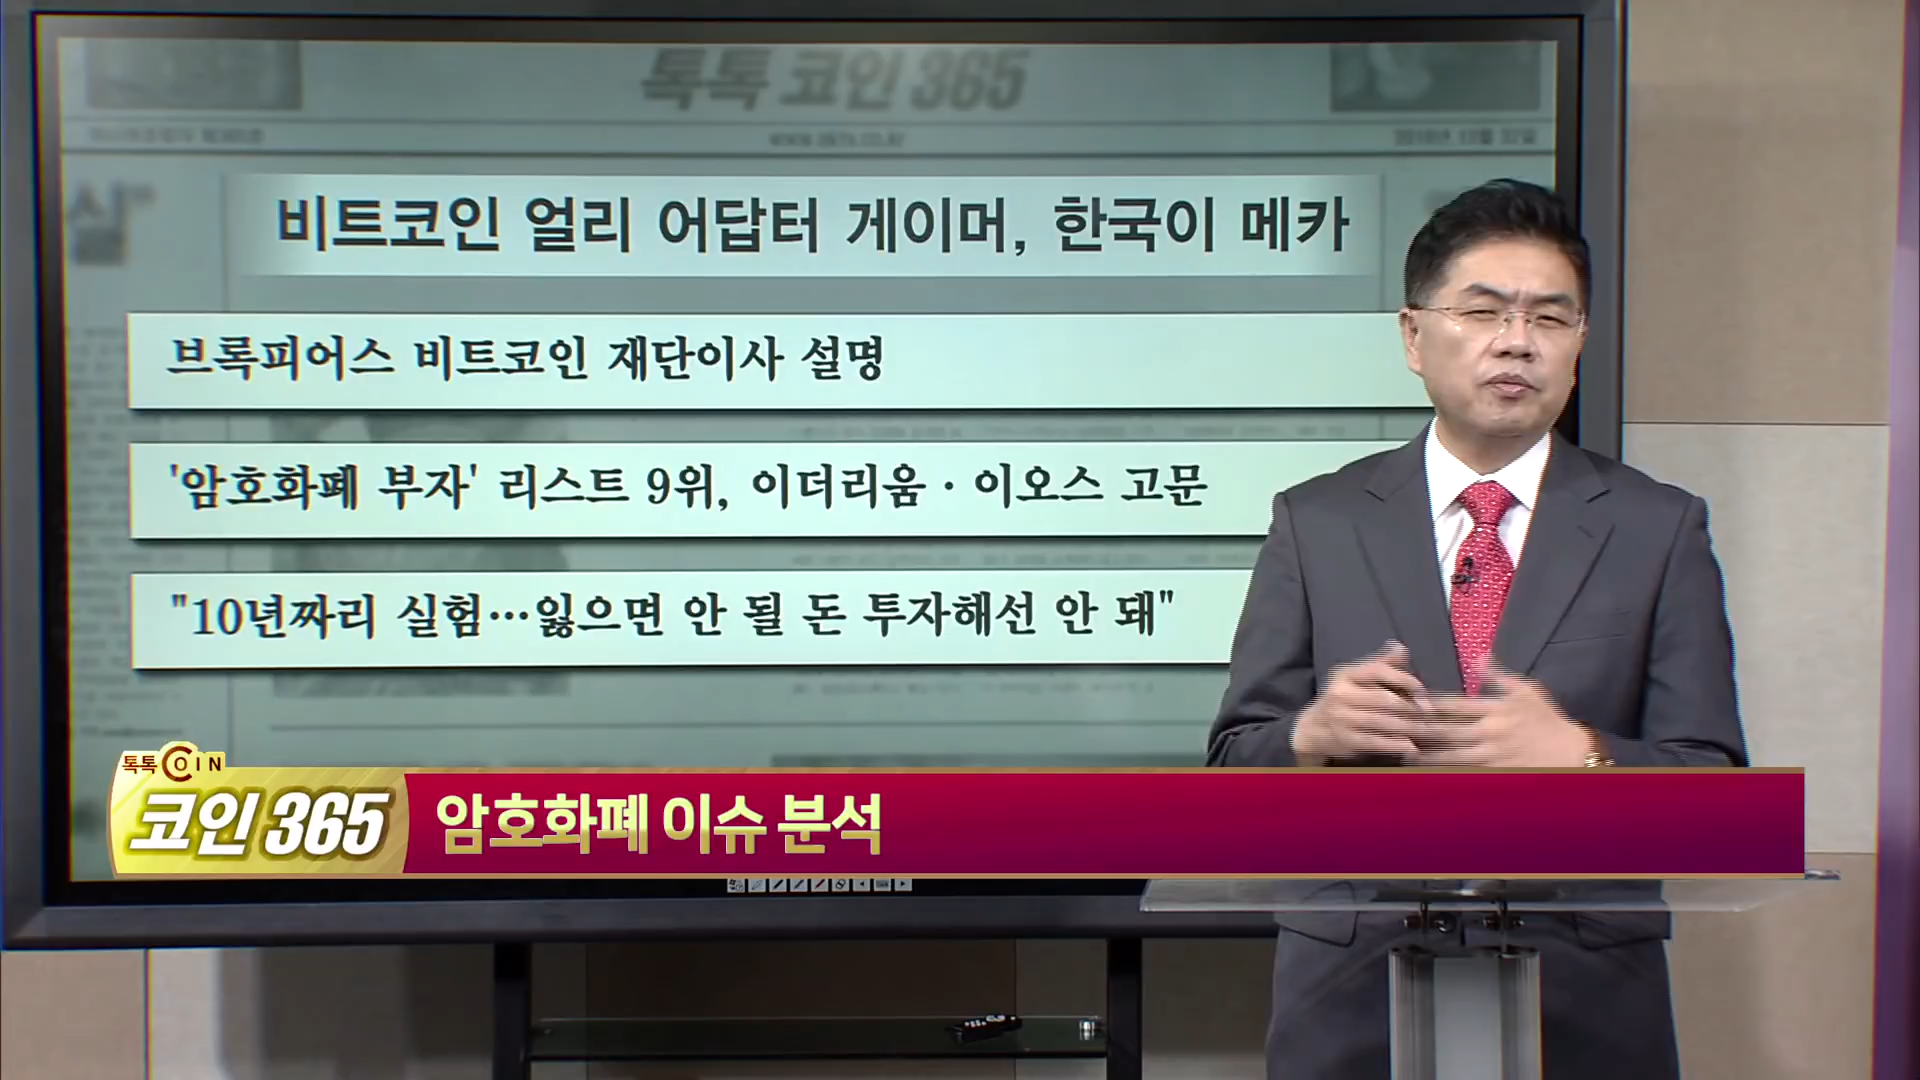 톡톡 코인 365
비트코인 얼리 어답터 게이머, 한국이 메카
브록피어스 비트코인 재단이사 설명
'암호화폐 부자' 리스트 9위, 이더리움·이오스 고문
"10년짜리 실험…잃으면 안 될 돈 투자해선 안 돼"
톡톡 COIN
코인 365
암호화폐 이슈 분석